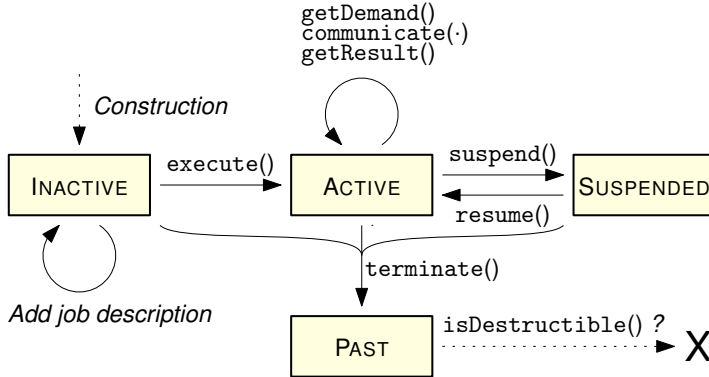 getDemand()
communicate(·)
getResult()
Construction
INACTIVE
execute()
ACTIVE
suspend()
resume()
SUSPENDED
Add job description
terminate()
PAST
isDestructible() ?
X